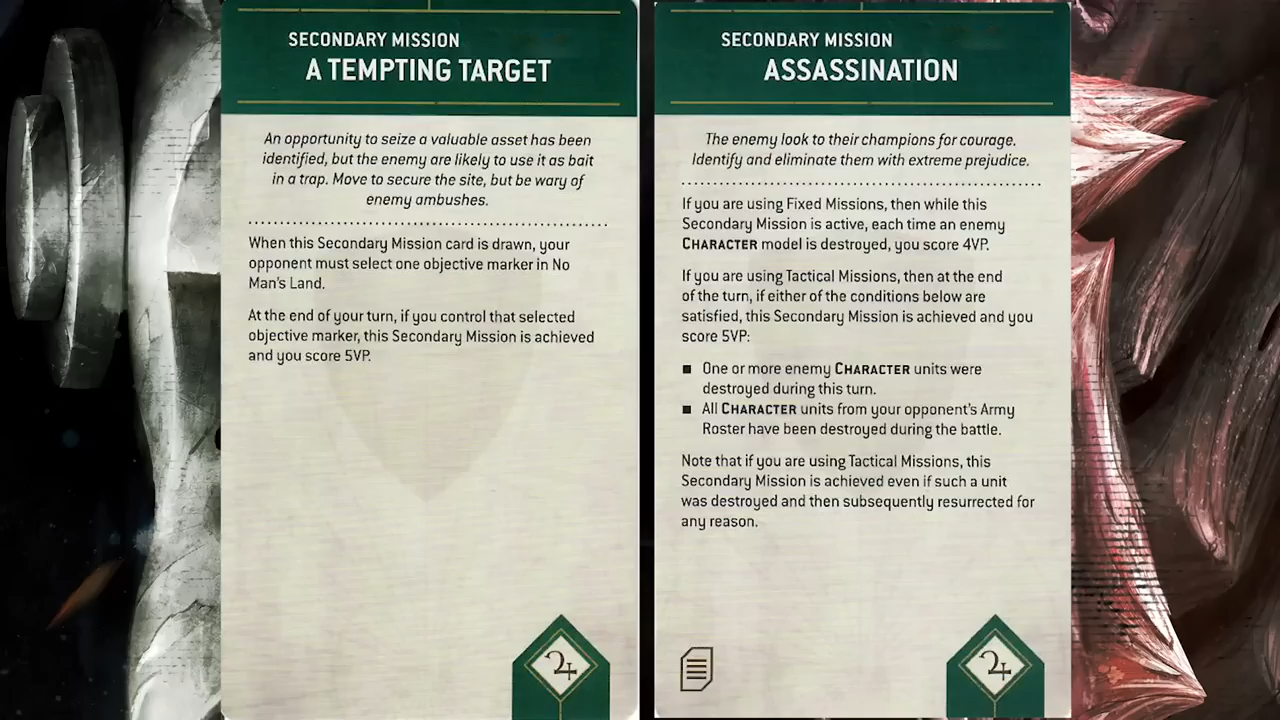 SECONDARY MISSION
A TEMPTING TARGET
An opportunity to seize a valuable asset has been
identified, but the enemy are likely to use it as bait
in a trap. Move to secure the site, but be wary of
enemy ambushes.
When this Secondary Mission card is drawn, your
opponent must select one objective marker in No
Man's Land.
At the end of your turn, if you control that selected
objective marker, this Secondary Mission is achieved
and you score 5VP.
SECONDARY MISSION
ASSASSINATION
The enemy look to their champions for courage.
Identify and eliminate them with extreme prejudice.
If you are using Fixed Missions, then while this
Secondary Mission is active, each time an enemy
CHARACTER model is destroyed, you score 4VP.
If you are using Tactical Missions, then at the end
of the turn, if either of the conditions below are
satisfied, this Secondary Mission is achieved and you
score 5VP:
■ One or more enemy CHARACTER units were
destroyed during this turn.
■ All CHARACTER units from your opponent's Army
Roster have been destroyed during the battle.
Note that if you are using Tactical Missions, this
Secondary Mission is achieved even if such a unit
was destroyed and then subsequently resurrected for
any reason.